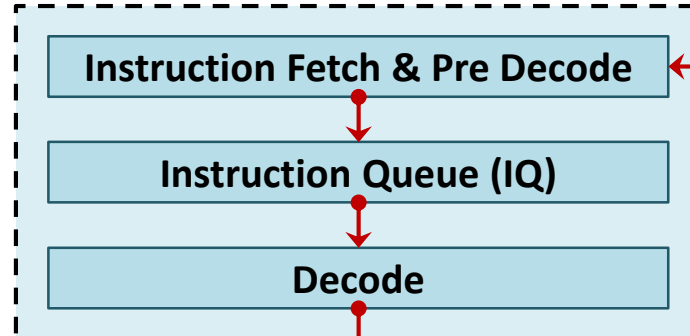 Instruction Fetch & Pre Decode
Instruction Queue (IQ)
Decode